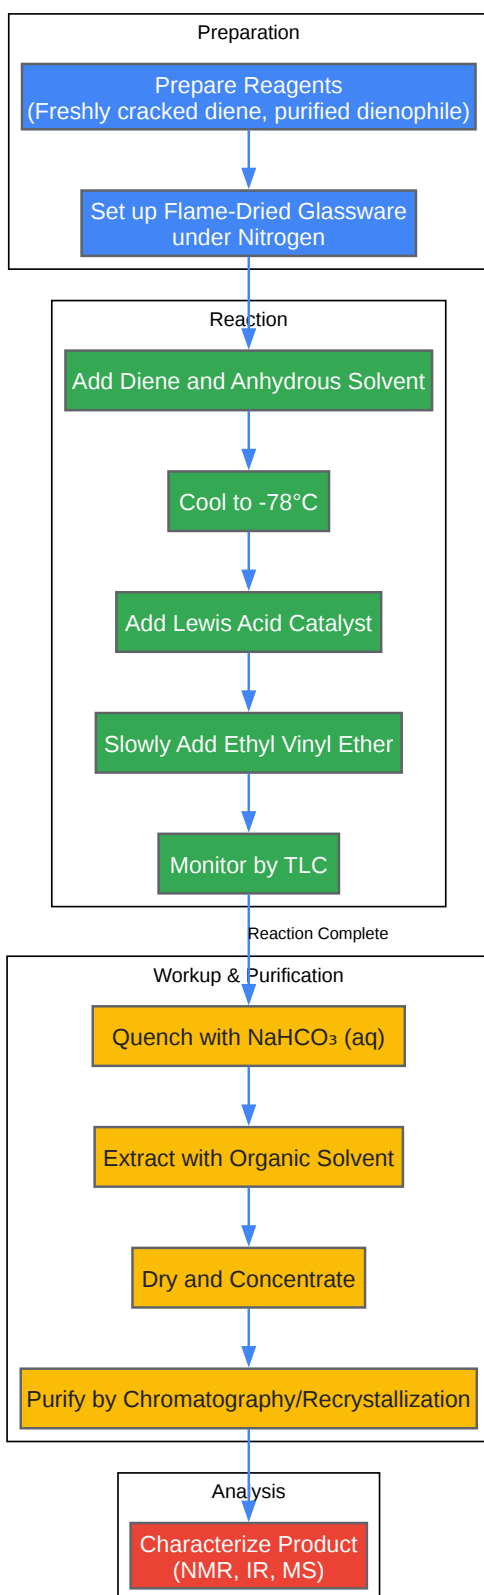 Preparation
Prepare Reagents
(Freshly cracked diene, purified dienophile)
Set up Flame-Dried Glassware
under Nitrogen
Reaction
Add Diene and Anhydrous Solvent
Cool to -78°C
Add Lewis Acid Catalyst
Slowly Add Ethyl Vinyl Ether
Monitor by TLC
Reaction Complete
Workup & Purification
Quench with NaHCO₃ (aq)
Extract with Organic Solvent
Dry and Concentrate
Purify by Chromatography/Recrystallization
Analysis
Characterize Product
(NMR, IR, MS)